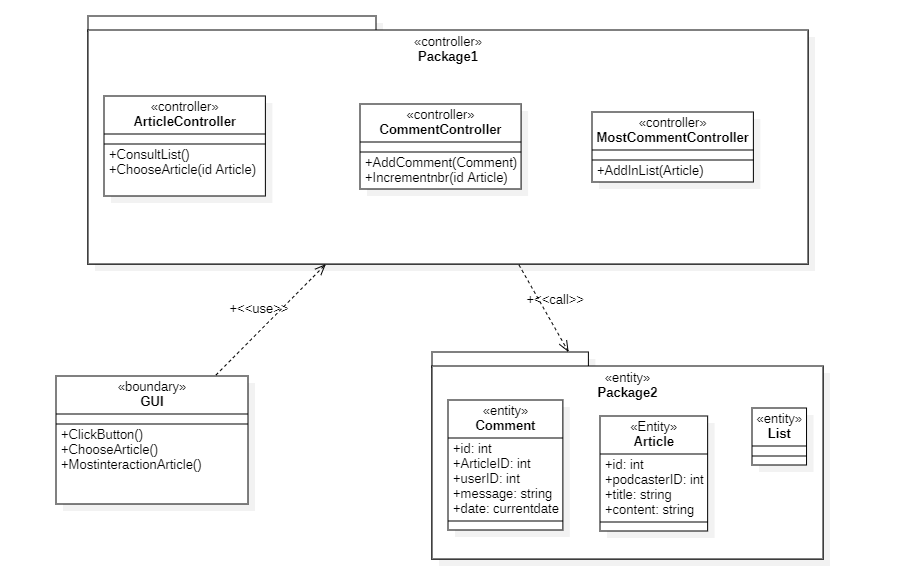 «controller»
Package1
«controller»
ArticleController
+ConsultList()
+ChooseArticle(id Article)
«controller»
CommentController
+AddComment(Comment)
+Incrementnbr(id Article)
«controller»
MostCommentController
+AddInList(Article)
+<<use>>
+<<call>>
«boundary»
GUI
+ClickButton()
+ChooseArticle()
+MostinteractionArticle()
«entity»
Package2
«entity»
Comment
+id: int
+ArticleID: int
+userID: int
+message: string
+date: currentdate
«Entity»
Article
+id: int
+podcasterID: int
+title: string
+content: string
«entity»
List